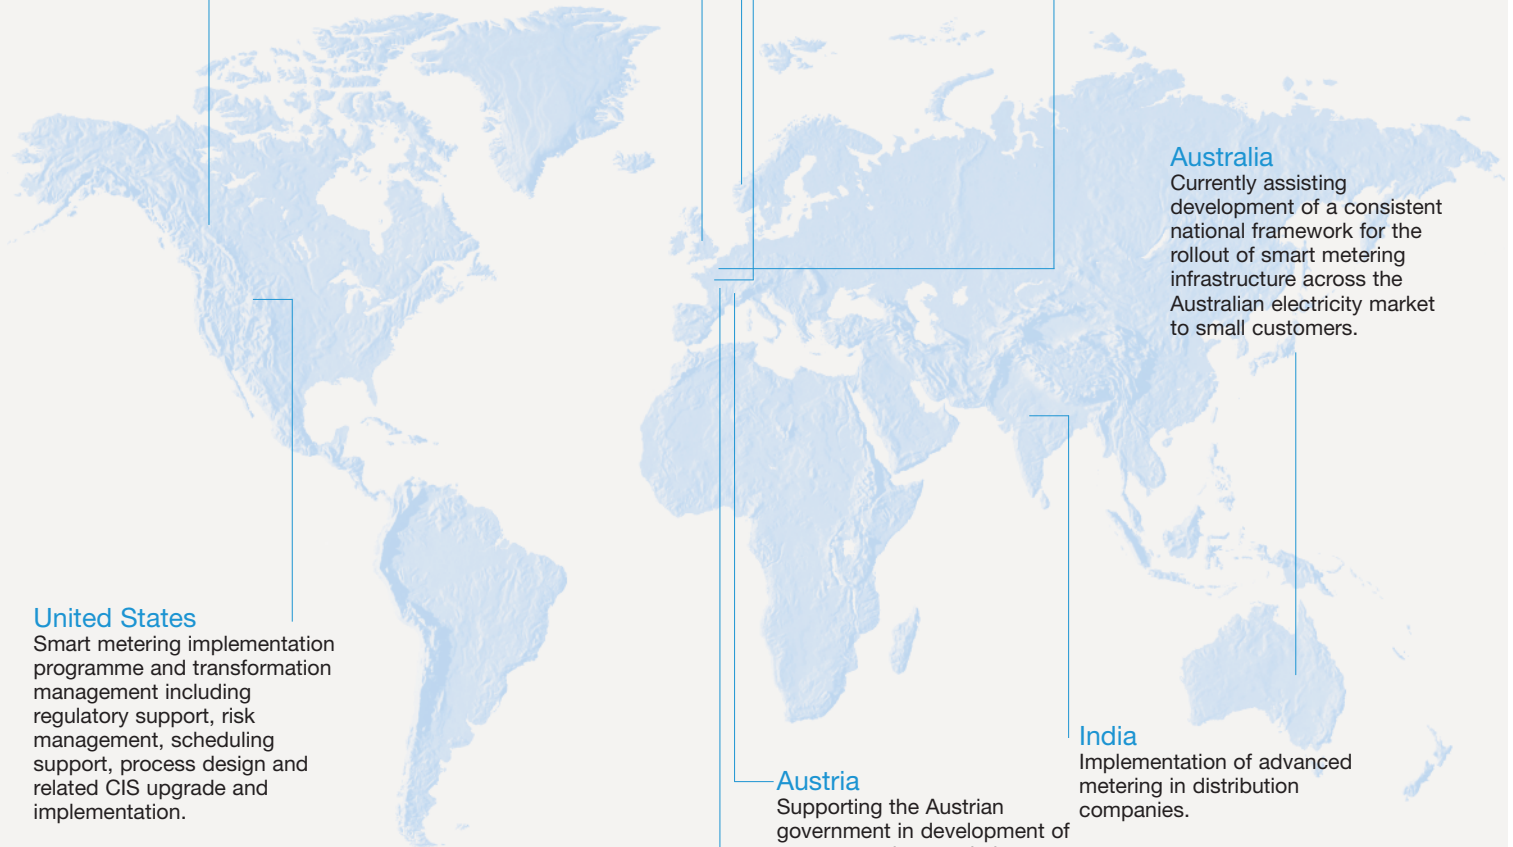 Australia
Currently assisting
development of a consistent
national framework for the
rollout of smart metering
infrastructure across the
Australian electricity market
to small customers.
United States
Smart metering implementation
programme and transformation
management including
regulatory support, risk
management, scheduling
support, process design and
related CIS upgrade and
implementation.
India
Implementation of advanced
metering in distribution
companies.
Austria
Supporting the Austrian
government in development of